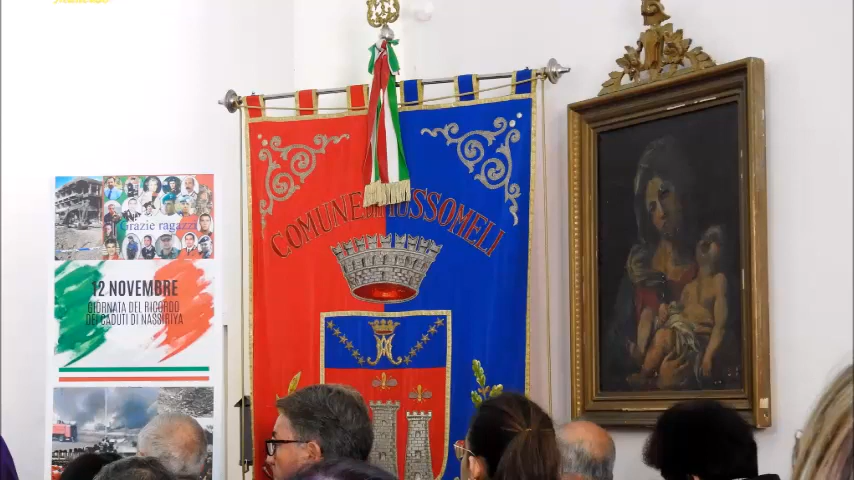 Grazie ragazzi
12 NOVEMBRE
GIORNATA DEL RICORDO
DEI CADUTI DI NASSIRIYA
COMUNE DI MUSSOMELI